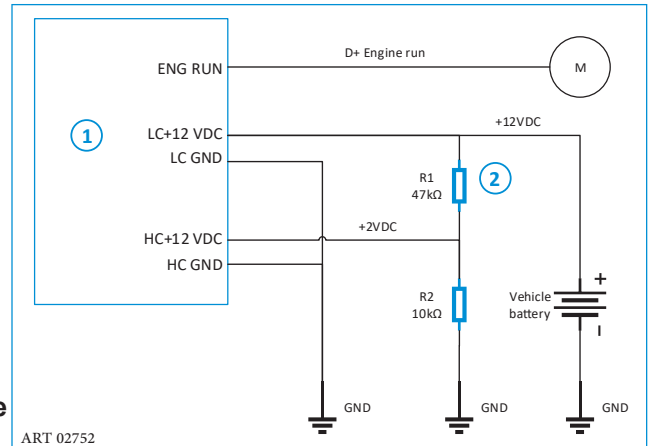 D+ Engine run
ENG RUN
M
1
+12VDC
LC+12 VDC
LC GND
R1
47kΩ
2
+2VDC
HC+12 VDC
HC GND
R2
10kΩ
Vehicle
battery
+
GND
GND
GND
e
ART 02752